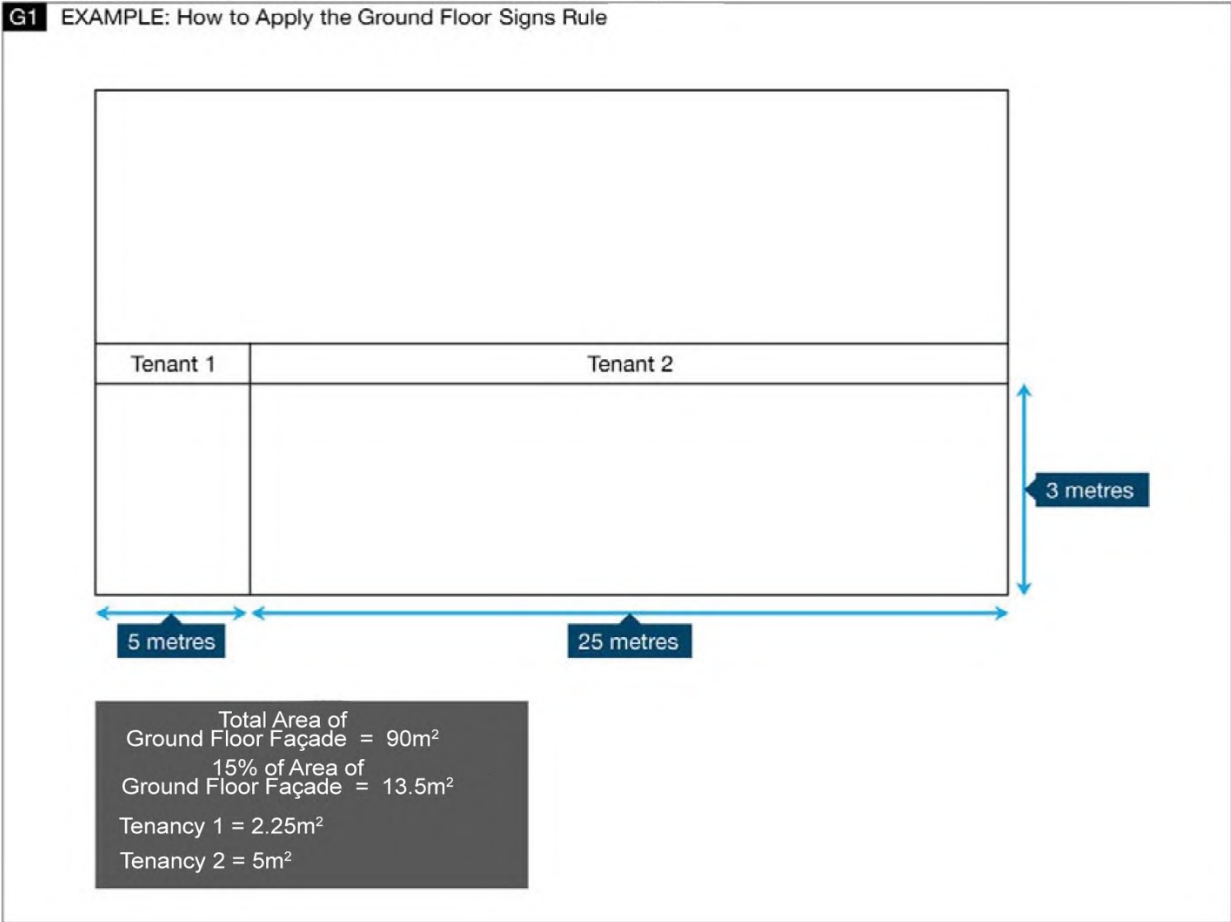 G1 EXAMPLE: How to Apply the Ground Floor Signs Rule
Tenant 1
Tenant 2
3 metres
5 metres
25 metres
Total Area of
Ground Floor Façade = 90m²
15% of Area of
Ground Floor Façade = 13.5m²
Tenancy 1 = 2.25m²
Tenancy 2 = 5m²